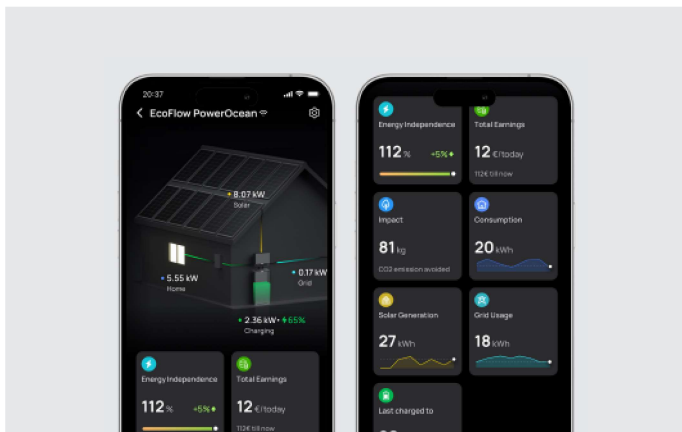 20:37
EcoFlow PowerOcean
8.07 kW
Solar
5.55 kW
Home
0.17 kW
Grid
2.36 kW 65%
Charging
Energy Independence
112 %
+5%
Total Earnings
12 €/today
112€ till now
Energy Independence
112 %
+5%
Total Earnings
12 €/today
112€ till now
Impact
81 kg
CO2 emission avoided
Consumption
20 kWh
Solar Generation
27 kWh
Grid Usage
18 kWh
Last charged to